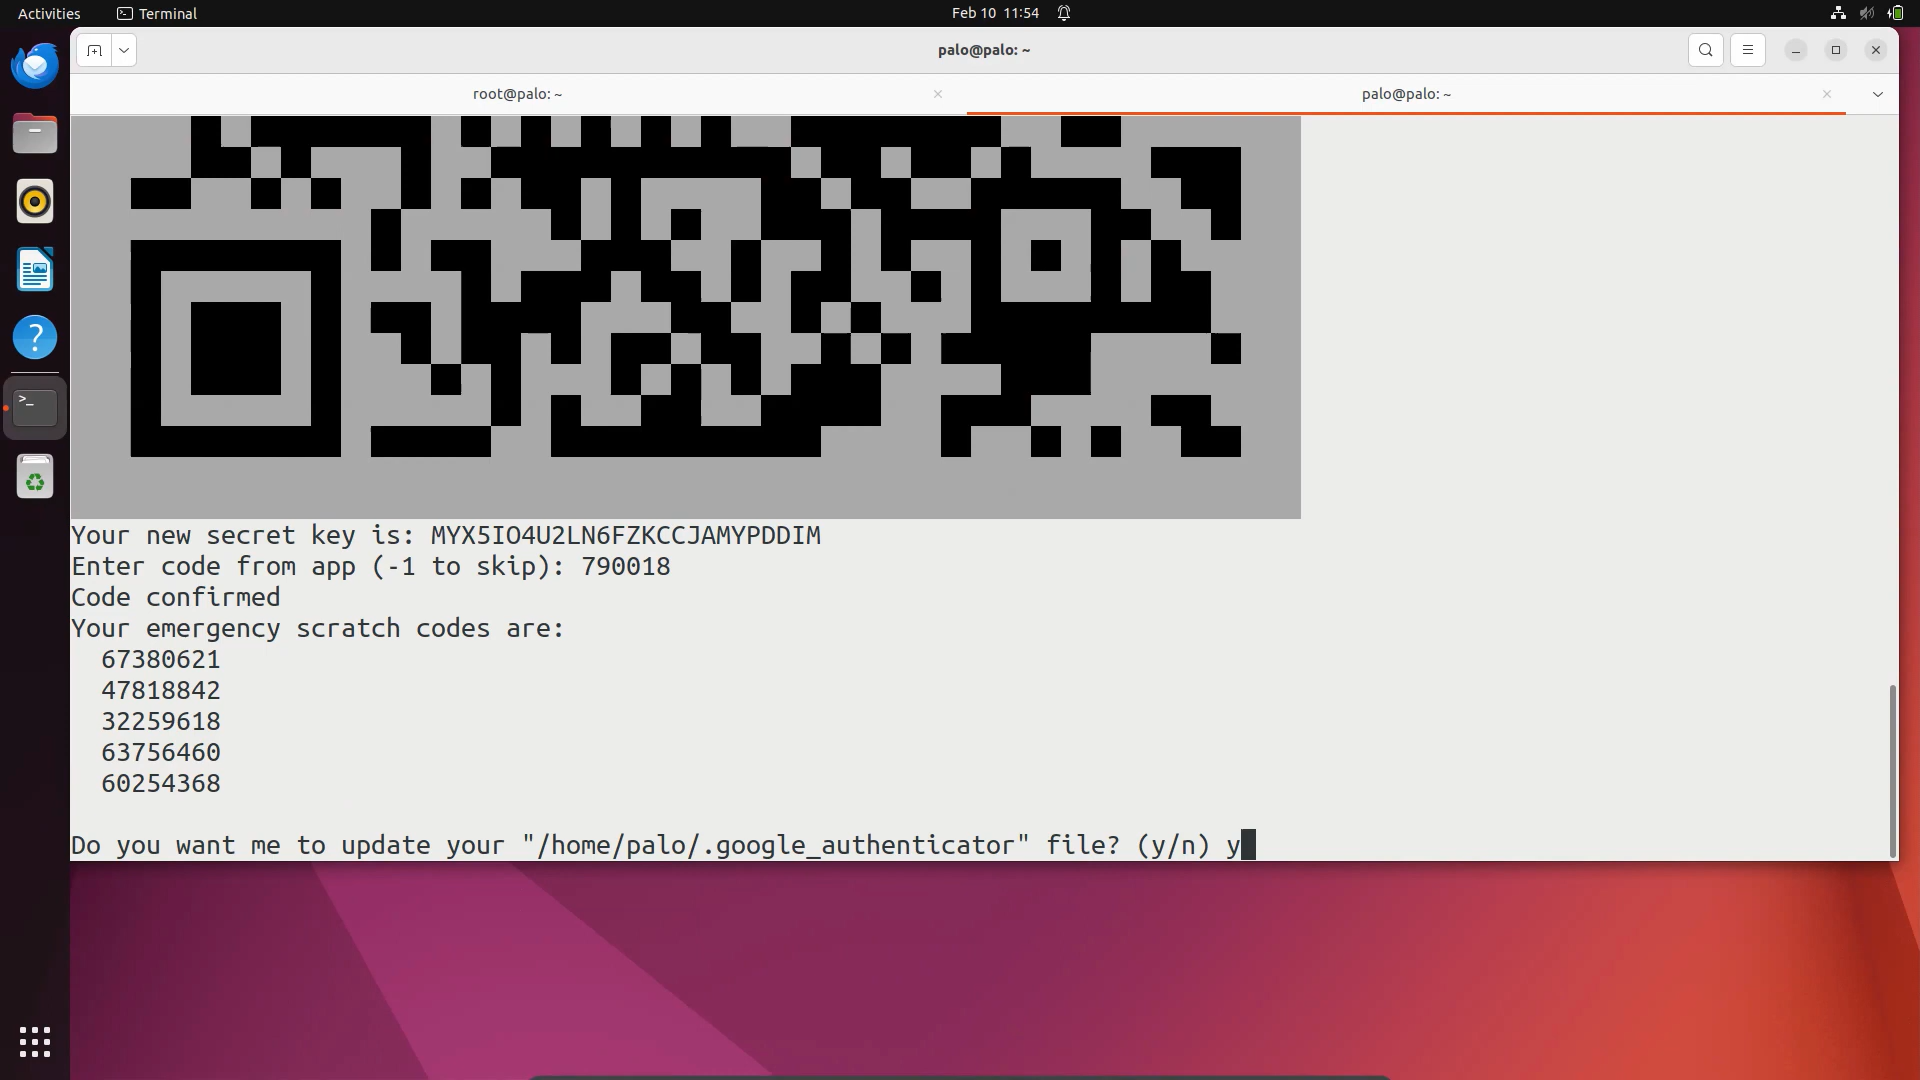 Activities
Terminal
Feb 10 11:54
palo@palo: ~
root@palo: ~
palo@palo: ~
Your new secret key is: MYX5IO4U2LN6FZKCCJAMYPDDIM
Enter code from app (-1 to skip): 790018
Code confirmed
Your emergency scratch codes are:
67380621
47818842
32259618
63756460
60254368
Do you want me to update your "/home/palo/.google_authenticator" file? (y/n) y